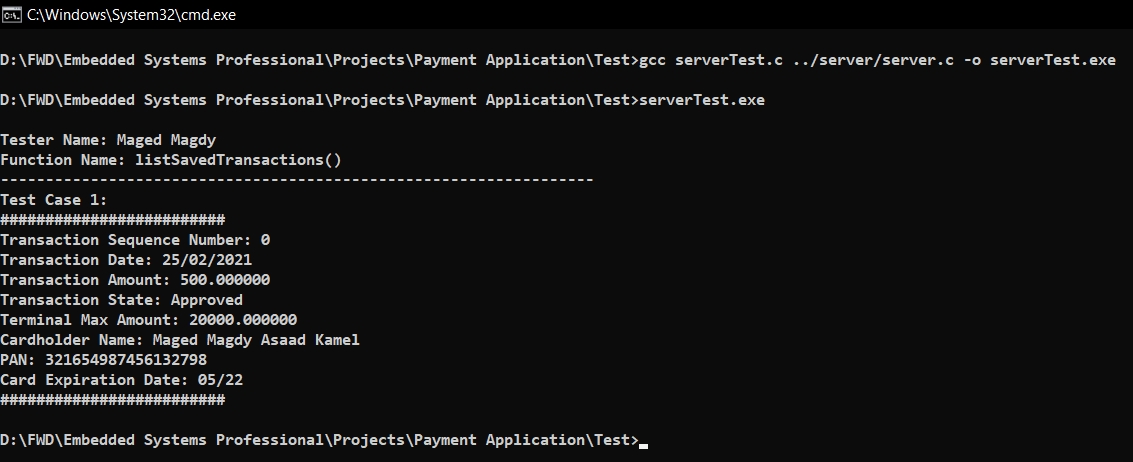 C:\Windows\System32\cmd.exe
D:\FWD\Embedded Systems Professional\Projects\Payment Application\Test>gcc serverTest.c ../server/server.c -o serverTest.exe
D:\FWD\Embedded Systems Professional\Projects\Payment Application\Test>serverTest.exe
Tester Name: Maged Magdy
Function Name: listSavedTransactions()
------------------------------------------------------------------
Test Case 1:
#########################
Transaction Sequence Number: 0
Transaction Date: 25/02/2021
Transaction Amount: 500.000000
Transaction State: Approved
Terminal Max Amount: 20000.000000
Cardholder Name: Maged Magdy Asaad Kamel
PAN: 321654987456132798
Card Expiration Date: 05/22
#########################
D:\FWD\Embedded Systems Professional\Projects\Payment Application\Test>